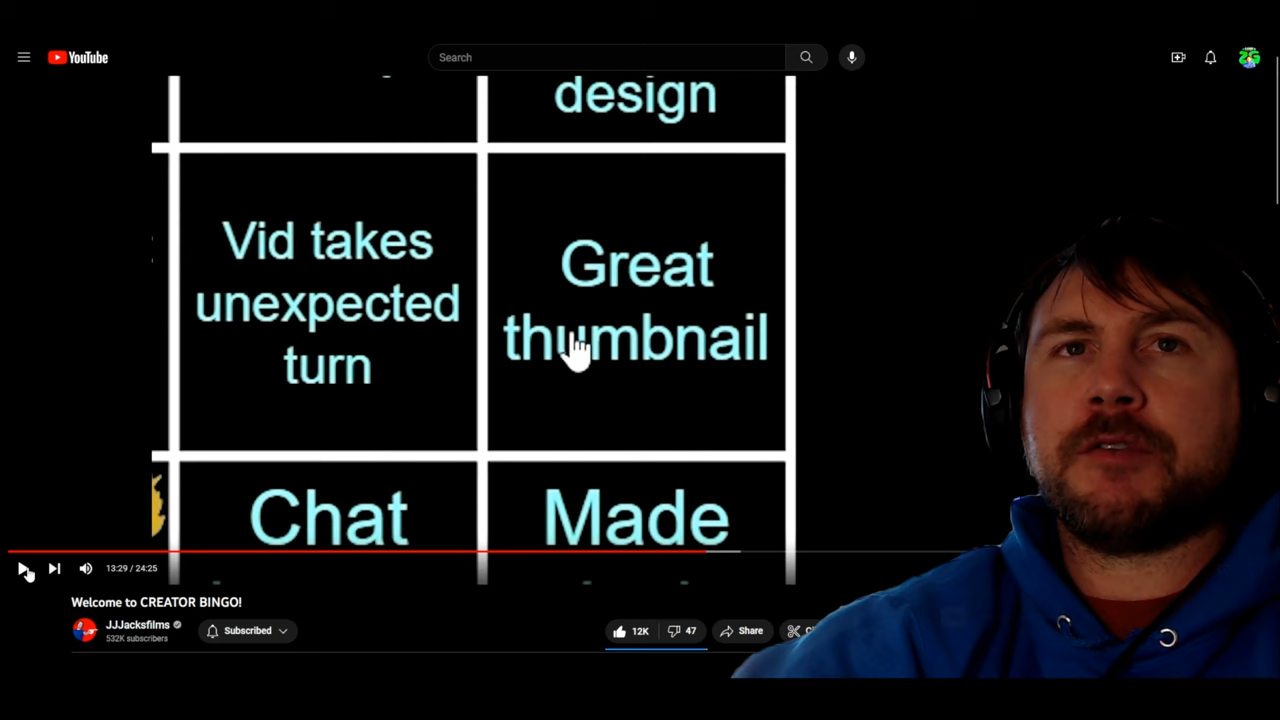 YouTube
Search
design
Vid takes
unexpected
turn
Great
thumbnail
Chat
Made
13:29 / 24:25
Welcome to CREATOR BINGO!
JJJacksfilms
532K subscribers
Subscribed
12K
47
Share